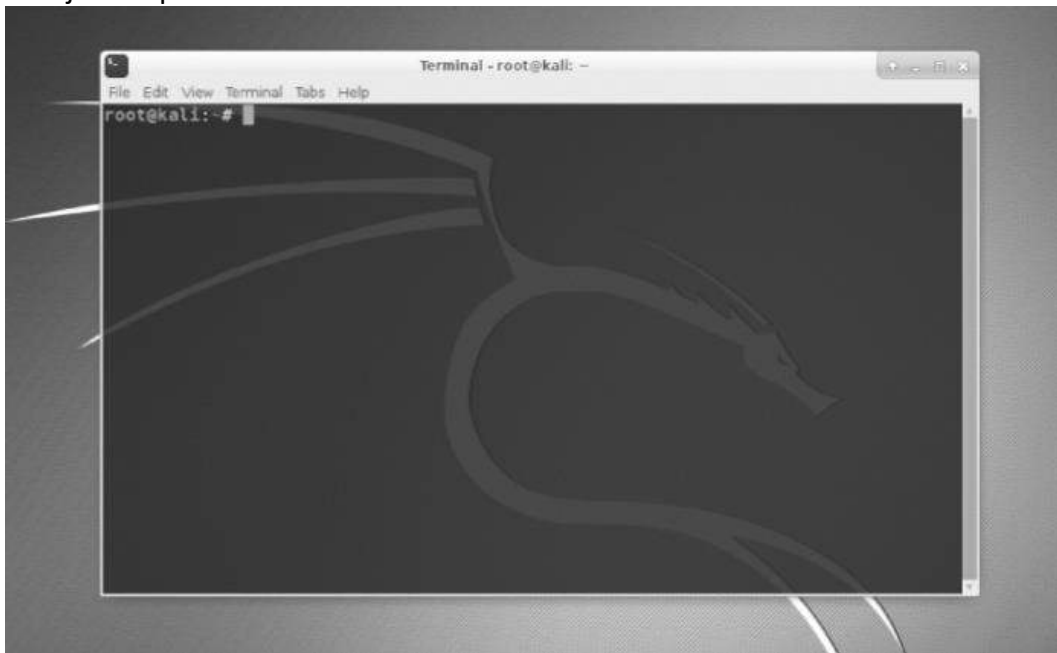 Terminal - root@kali: ~
File Edit View Terminal Tabs Help
root@kali:~#